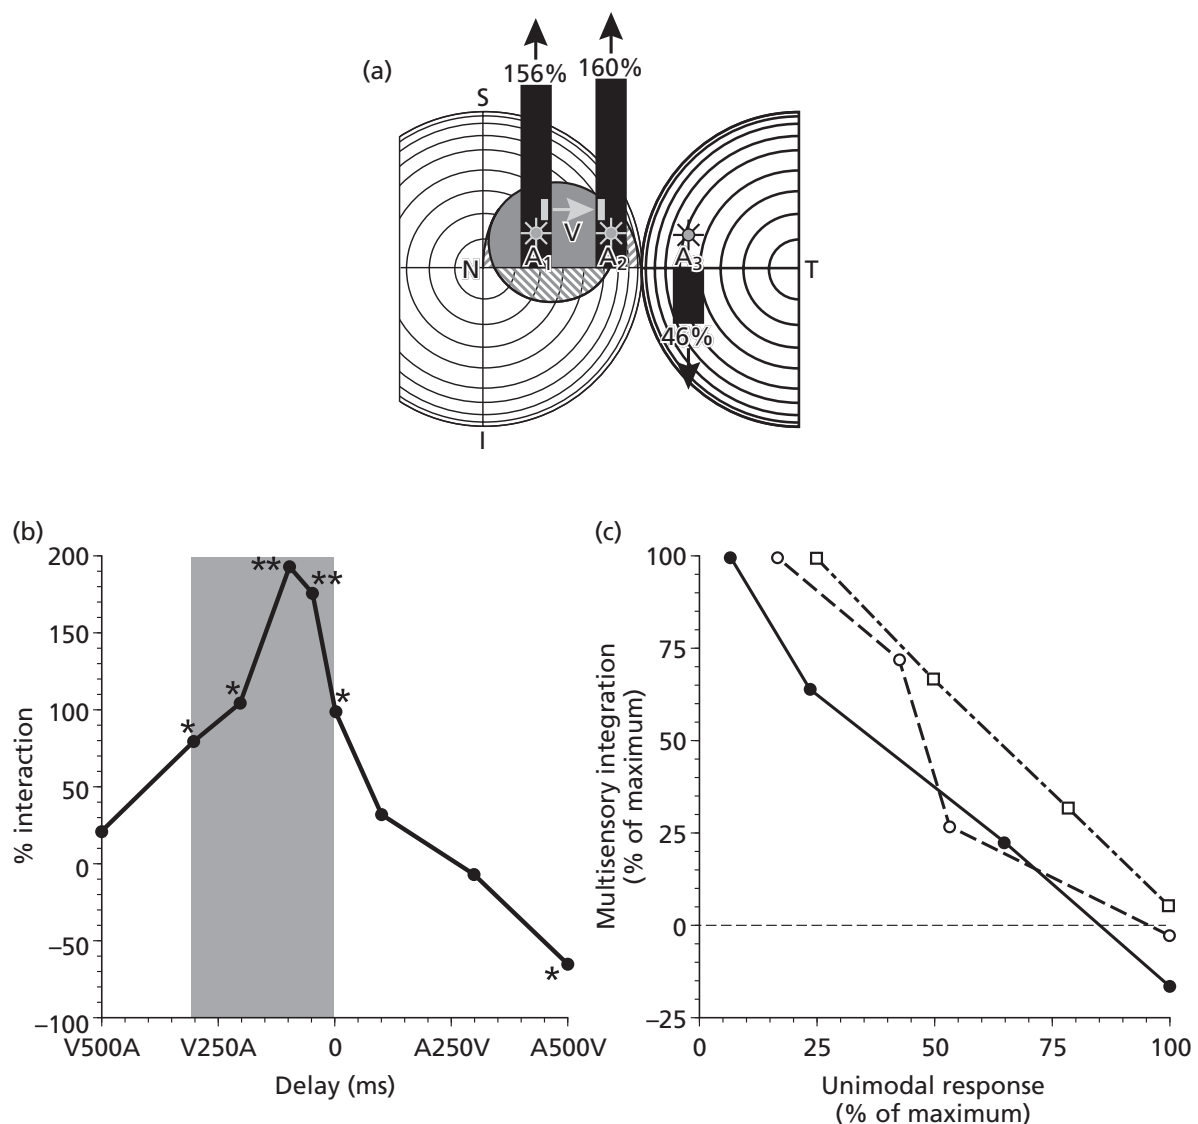 (a)
156% 160%
S
V
A1 A2 A3
N T
46%
I
(b)
% interaction
200
150
100
50
0
–50
–100
** **
* * *
*
V500A V250A 0 A250V A500V
Delay (ms)
(c)
Multisensory integration
(% of maximum)
100
75
50
25
0
–25
0 25 50 75 100
Unimodal response
(% of maximum)